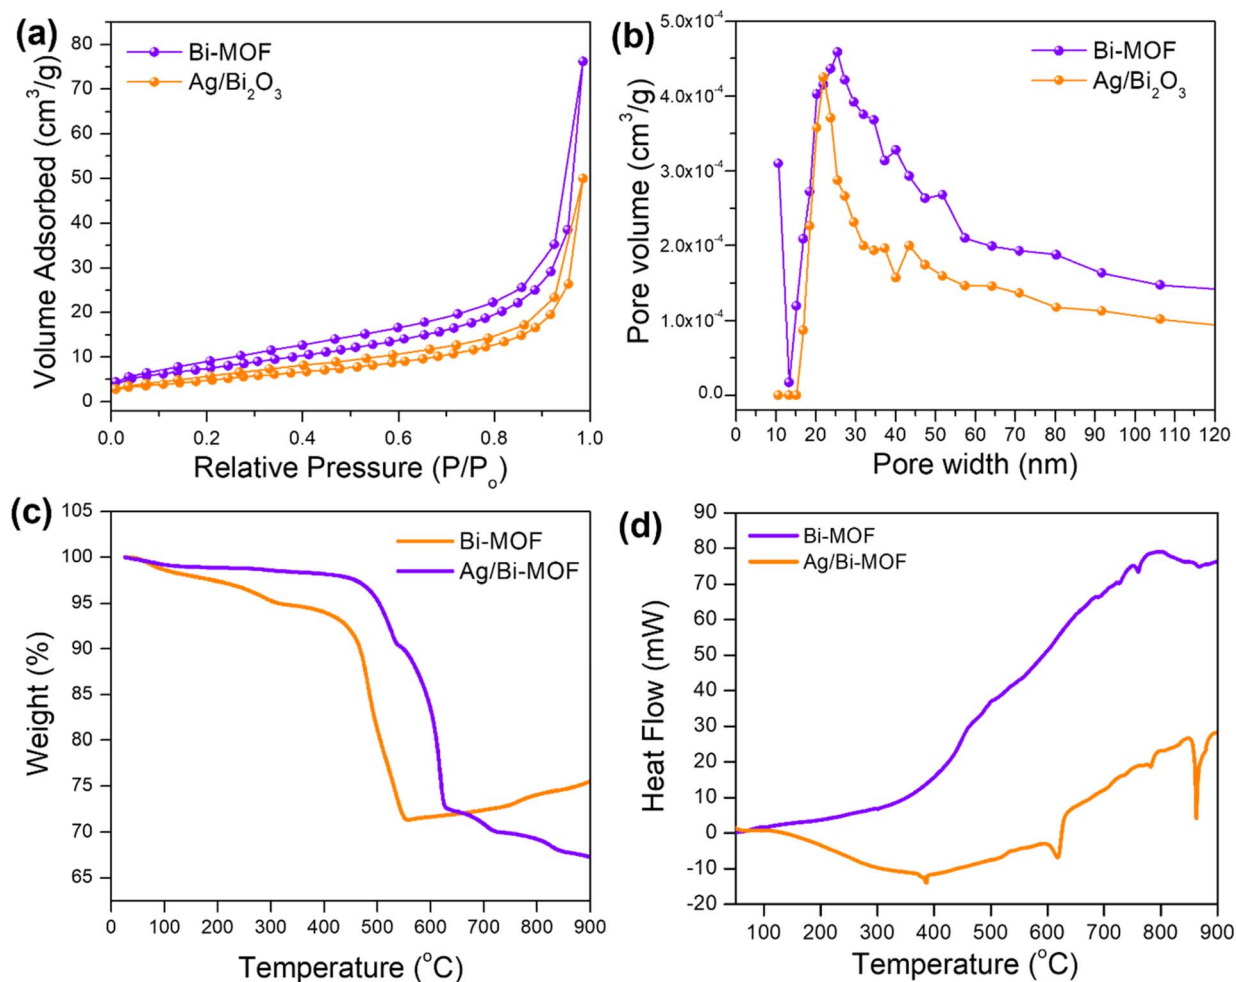 (a)
Bi-MOF
Ag/Bi₂O₃
Volume Adsorbed (cm³/g)
80
75
60
50
40
30
20
10
0
0.0 0.2 0.4 0.6 0.8 1.0
Relative Pressure (P/Pₒ)
(b)
Bi-MOF
Ag/Bi₂O₃
Pore volume (cm³/g)
5.0x10⁻⁴
4.0x10⁻⁴
3.0x10⁻⁴
2.0x10⁻⁴
1.0x10⁻⁴
0.0
0 10 20 30 40 50 60 70 80 90 100 110 120
Pore width (nm)
(c)
Bi-MOF
Ag/Bi-MOF
Weight (%)
105
100
95
90
85
75
70
65
0 100 200 300 400 500 600 700 800 900
Temperature (°C)
(d)
Bi-MOF
Ag/Bi-MOF
Heat Flow (mW)
90
80
70
60
50
40
30
20
10
0
-10
-20
100 200 300 400 500 600 700 800 900
Temperature (°C)